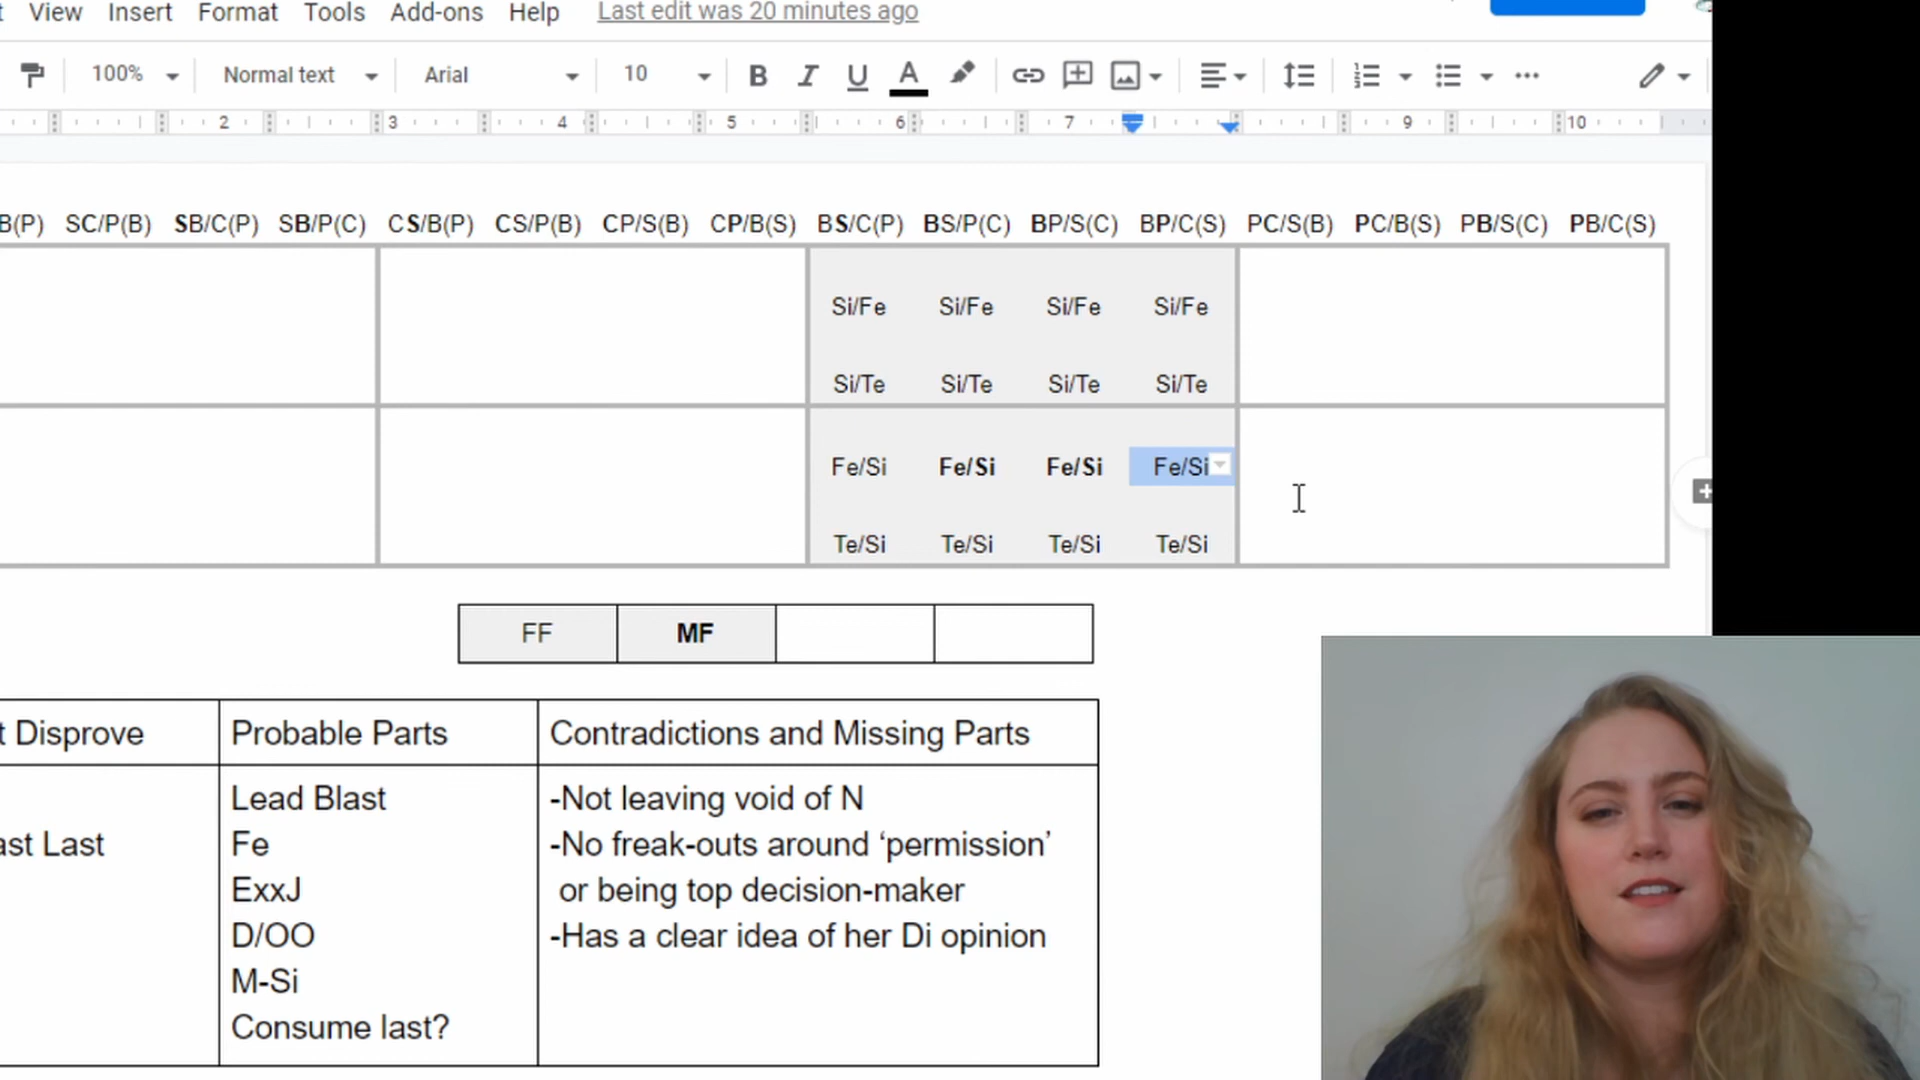 View Insert Format Tools Add-ons Help Last edit was 20 minutes ago
100% Normal text Arial 10 B I U A
2 3 4 5 6 7 9 10
B(P) SC/P(B) SB/C(P) SB/P(C) CS/B(P) CS/P(B) CP/S(B) CP/B(S) BS/C(P) BS/P(C) BP/S(C) BP/C(S) PC/S(B) PC/B(S) PB/S(C) PB/C(S)
Si/Fe Si/Fe Si/Fe Si/Fe
Si/Te Si/Te Si/Te Si/Te
Fe/Si Fe/Si Fe/Si Fe/Si
Te/Si Te/Si Te/Si Te/Si
FF MF
t Disprove Probable Parts Contradictions and Missing Parts
Lead Blast -Not leaving void of N
ast Last Fe -No freak-outs around ‘permission’
ExxJ or being top decision-maker
D/OO -Has a clear idea of her Di opinion
M-Si
Consume last?